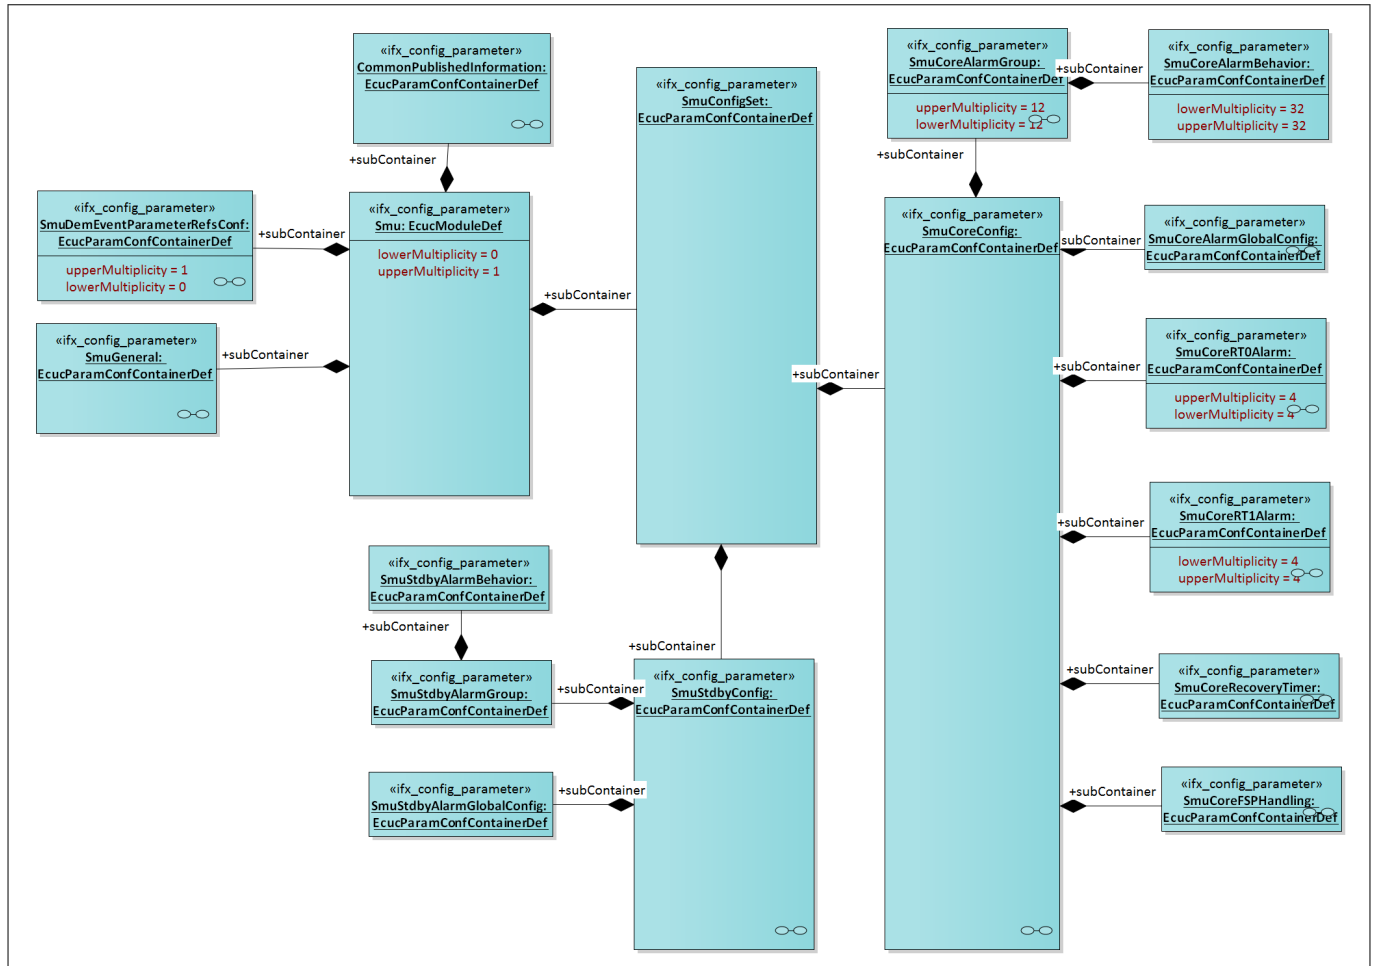 «ifx_config_parameter»
CommonPublishedInformation:
EcucParamConfContainerDef
+subContainer
«ifx_config_parameter»
SmuDemEventParameterRefsConf:
EcucParamConfContainerDef
upperMultiplicity = 1
lowerMultiplicity = 0
+subContainer
«ifx_config_parameter»
Smu: EcucModuleDef
lowerMultiplicity = 0
upperMultiplicity = 1
«ifx_config_parameter»
SmuGeneral:
EcucParamConfContainerDef
+subContainer
+subContainer
«ifx_config_parameter»
SmuConfigSet:
EcucParamConfContainerDef
+subContainer
«ifx_config_parameter»
SmuCoreAlarmGroup:
EcucParamConfContainerDef
upperMultiplicity = 12
lowerMultiplicity = 12
+subContainer
«ifx_config_parameter»
SmuCoreAlarmBehavior:
EcucParamConfContainerDef
lowerMultiplicity = 32
upperMultiplicity = 32
+subContainer
«ifx_config_parameter»
SmuCoreConfig:
EcucParamConfContainerDef
subContainer
«ifx_config_parameter»
SmuCoreAlarmGlobalConfig:
EcucParamConfContainerDef
+subContainer
«ifx_config_parameter»
SmuCoreRT0Alarm:
EcucParamConfContainerDef
upperMultiplicity = 4
lowerMultiplicity = 4
+subContainer
«ifx_config_parameter»
SmuCoreRT1Alarm:
EcucParamConfContainerDef
lowerMultiplicity = 4
upperMultiplicity = 4
+subContainer
«ifx_config_parameter»
SmuCoreRecoveryTimer:
EcucParamConfContainerDef
+subContainer
«ifx_config_parameter»
SmuCoreFSPHandling:
EcucParamConfContainerDef
«ifx_config_parameter»
SmuStdbyAlarmBehavior:
EcucParamConfContainerDef
+subContainer
+subContainer
«ifx_config_parameter»
SmuStdbyAlarmGroup:
EcucParamConfContainerDef
+subContainer
«ifx_config_parameter»
SmuStdbyConfig:
EcucParamConfContainerDef
«ifx_config_parameter»
SmuStdbyAlarmGlobalConfig:
EcucParamConfContainerDef
+subContainer